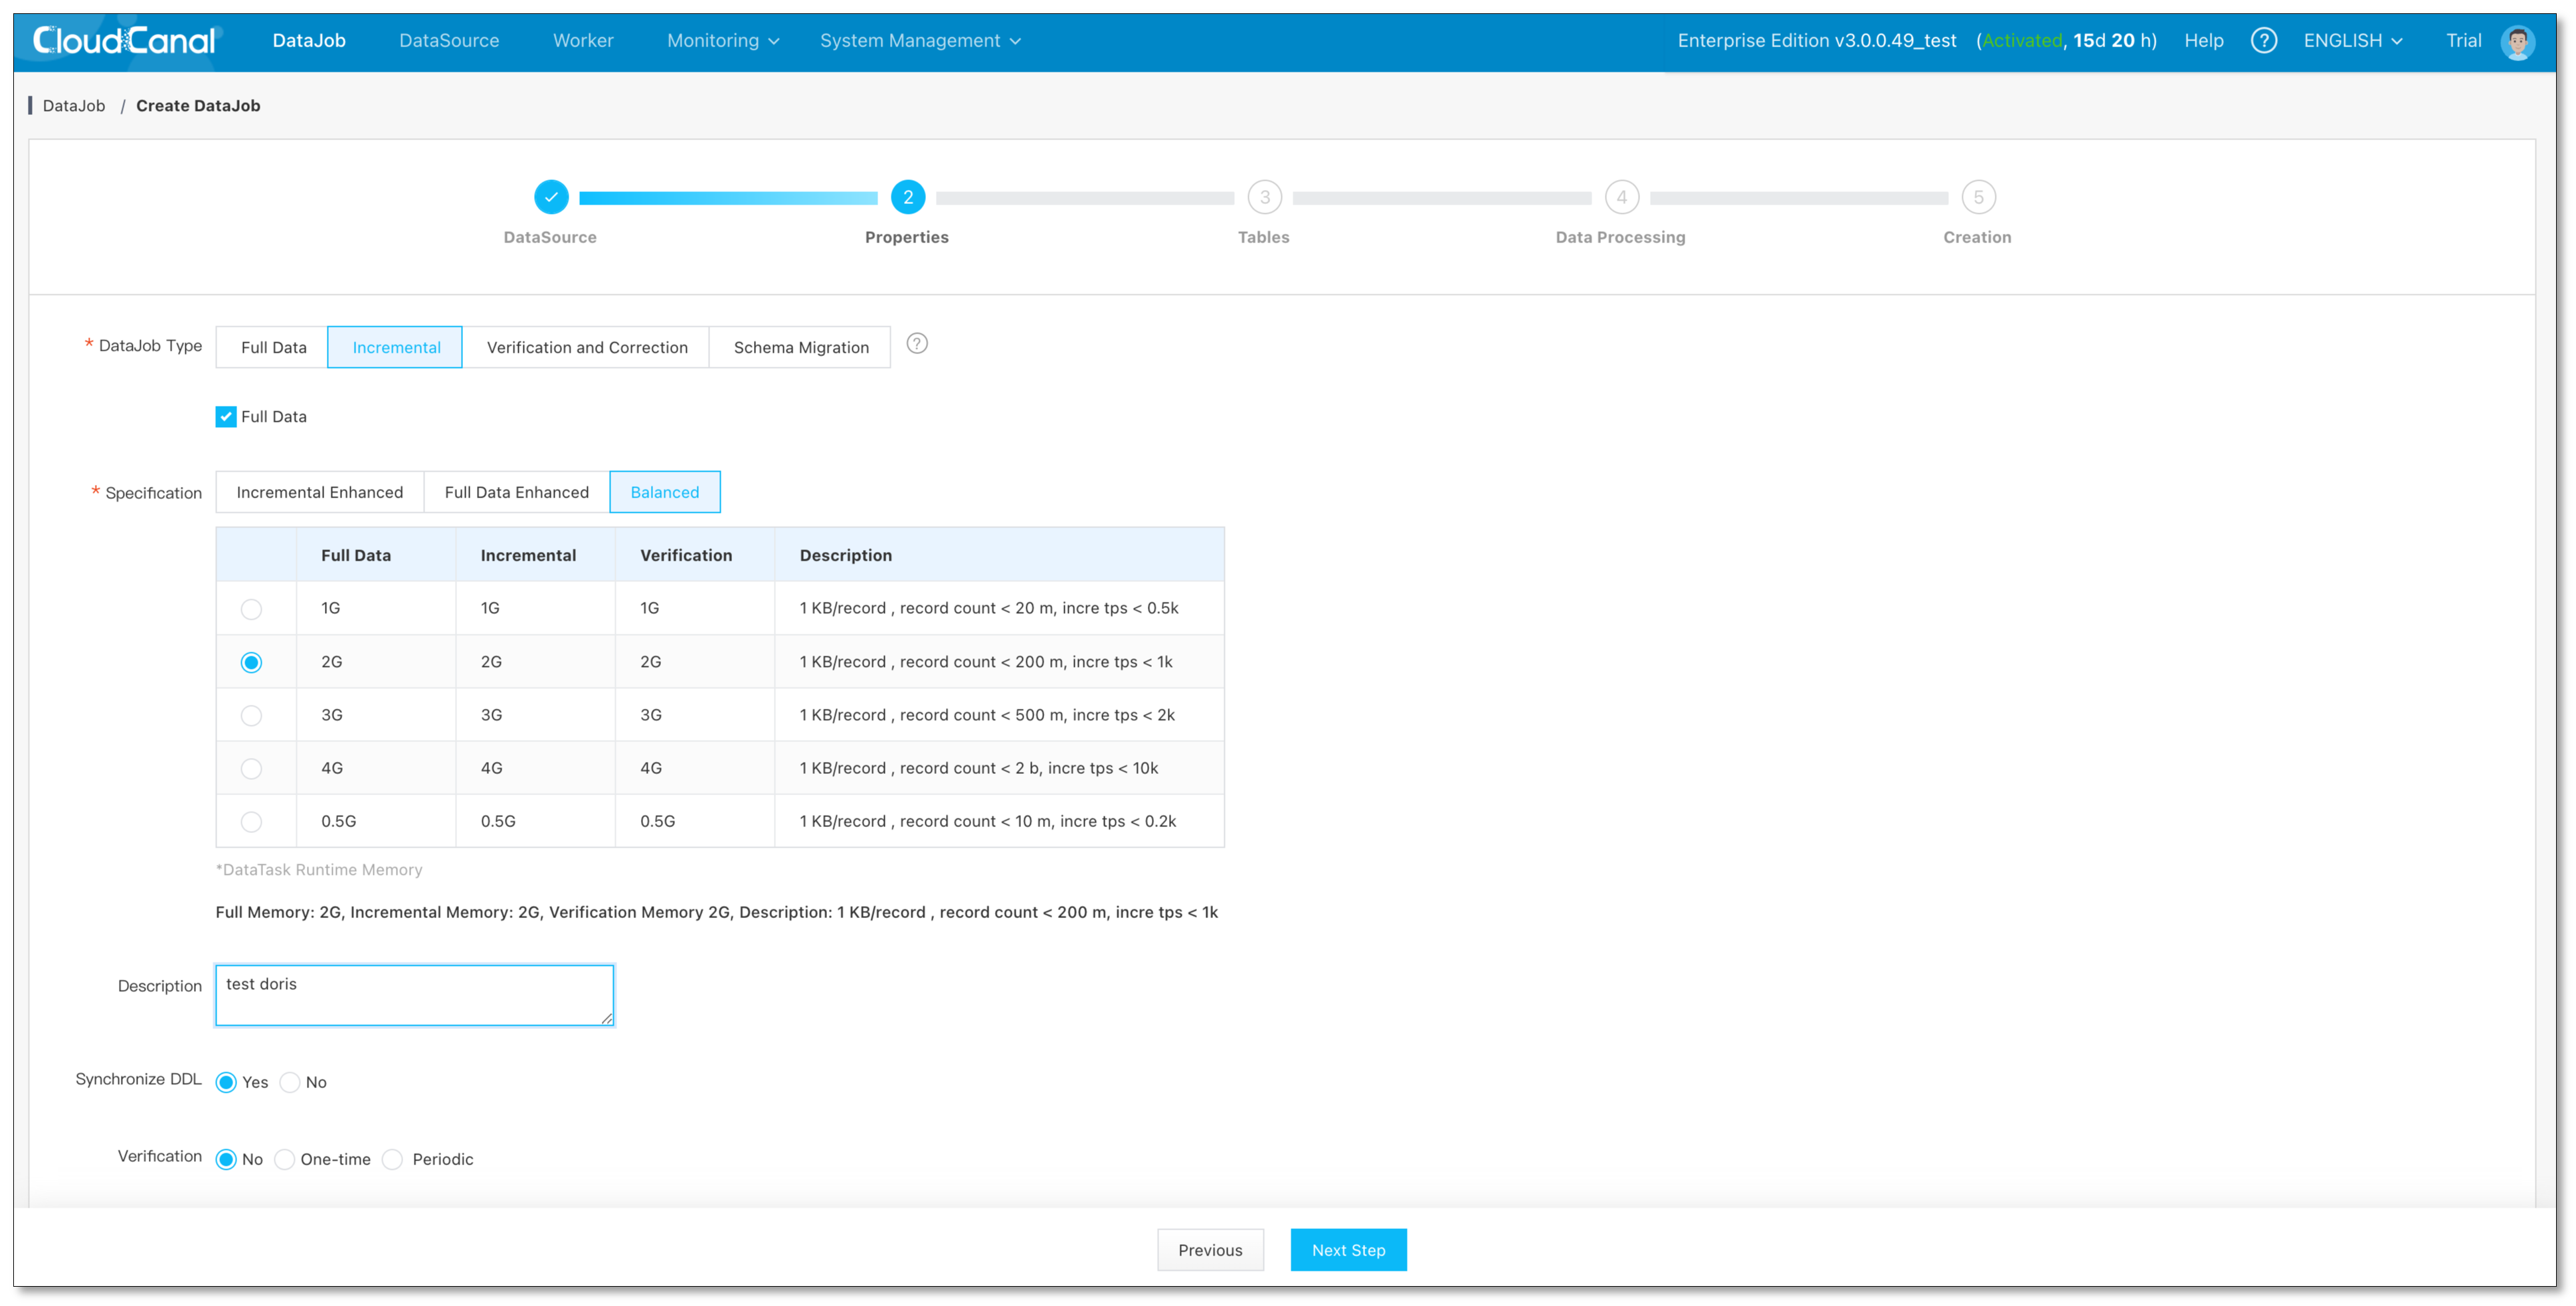 CloudCanal DataJob DataSource Worker Monitoring System Management Enterprise Edition v3.0.0.49_test (Activated, 15d 20 h) Help ? ENGLISH Trial
DataJob / Create DataJob
2 3 4 5
DataSource Properties Tables Data Processing Creation
* DataJob Type Full Data Incremental Verification and Correction Schema Migration ?
Full Data
* Specification Incremental Enhanced Full Data Enhanced Balanced
Full Data Incremental Verification Description
1G 1G 1G 1 KB/record , record count < 20 m, incre tps < 0.5k
2G 2G 2G 1 KB/record , record count < 200 m, incre tps < 1k
3G 3G 3G 1 KB/record , record count < 500 m, incre tps < 2k
4G 4G 4G 1 KB/record , record count < 2 b, incre tps < 10k
0.5G 0.5G 0.5G 1 KB/record , record count < 10 m, incre tps < 0.2k
*DataTask Runtime Memory
Full Memory: 2G, Incremental Memory: 2G, Verification Memory 2G, Description: 1 KB/record , record count < 200 m, incre tps < 1k
Description test doris
Synchronize DDL Yes No
Verification No One-time Periodic
Previous Next Step